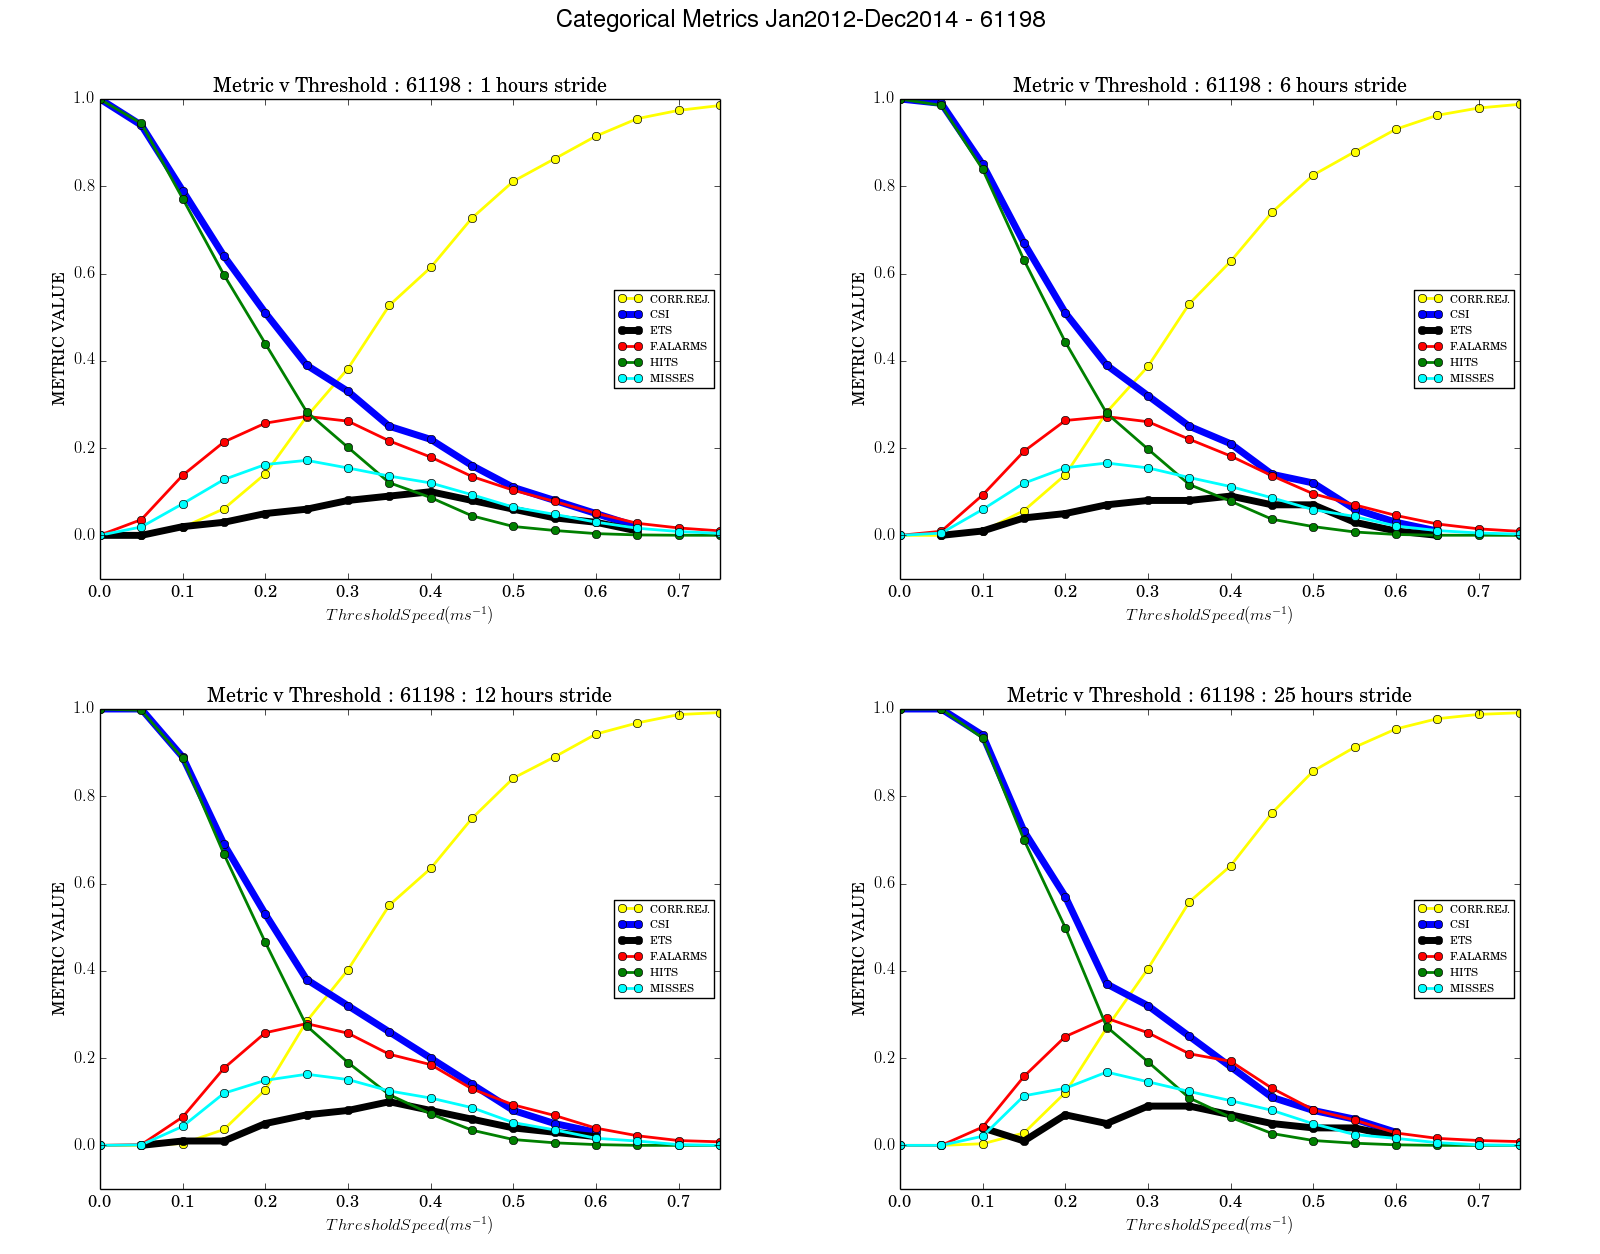 Categorical Metrics Jan2012-Dec2014 - 61198
Metric v Threshold : 61198 : 1 hours stride
1.0
0.8
0.6
0.4
0.2
0.0
METRIC VALUE
CORR.REJ.
CSI
ETS
F.ALARMS
HITS
MISSES
0.0 0.1 0.2 0.3 0.4 0.5 0.6 0.7
ThresholdSpeed(ms⁻¹)
Metric v Threshold : 61198 : 6 hours stride
1.0
0.8
0.6
0.4
0.2
0.0
METRIC VALUE
CORR.REJ.
CSI
ETS
F.ALARMS
HITS
MISSES
0.0 0.1 0.2 0.3 0.4 0.5 0.6 0.7
ThresholdSpeed(ms⁻¹)
Metric v Threshold : 61198 : 12 hours stride
1.0
0.8
0.6
0.4
0.2
0.0
METRIC VALUE
CORR.REJ.
CSI
ETS
F.ALARMS
HITS
MISSES
0.0 0.1 0.2 0.3 0.4 0.5 0.6 0.7
ThresholdSpeed(ms⁻¹)
Metric v Threshold : 61198 : 25 hours stride
1.0
0.8
0.6
0.4
0.2
0.0
METRIC VALUE
CORR.REJ.
CSI
ETS
F.ALARMS
HITS
MISSES
0.0 0.1 0.2 0.3 0.4 0.5 0.6 0.7
ThresholdSpeed(ms⁻¹)